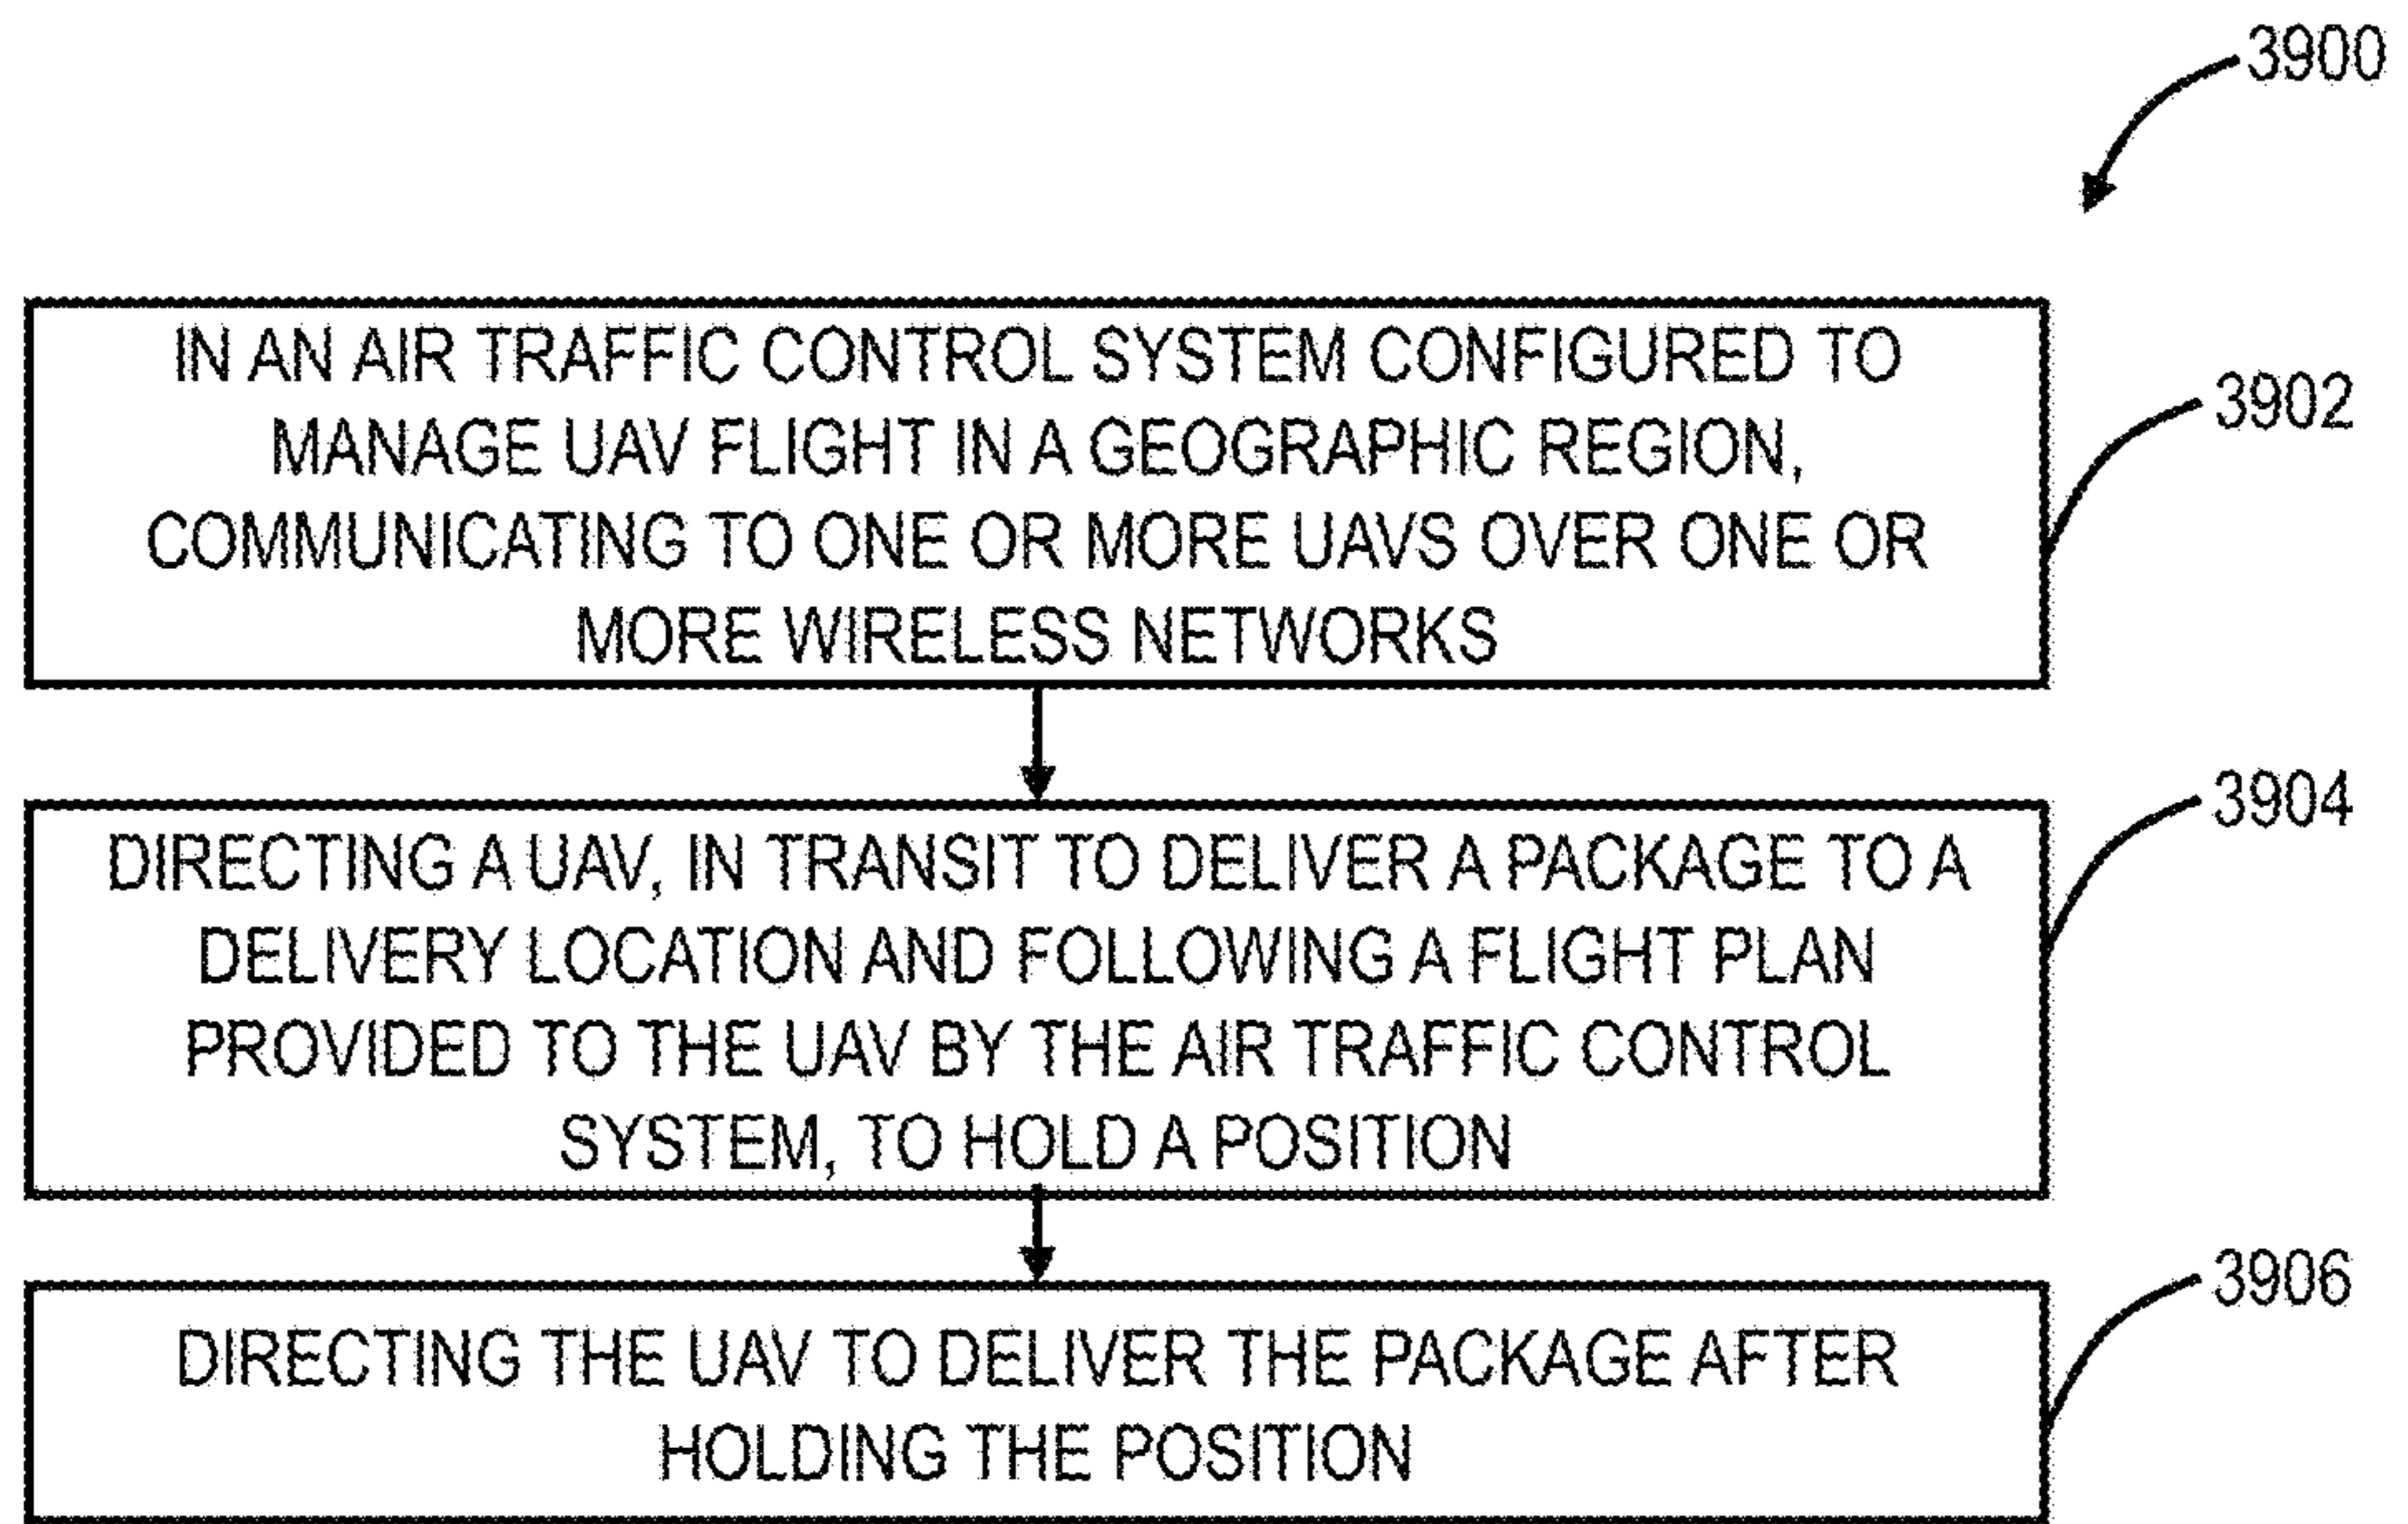 3900
IN AN AIR TRAFFIC CONTROL SYSTEM CONFIGURED TO
MANAGE UAV FLIGHT IN A GEOGRAPHIC REGION,
COMMUNICATING TO ONE OR MORE UAVS OVER ONE OR
MORE WIRELESS NETWORKS
3902
DIRECTING A UAV, IN TRANSIT TO DELIVER A PACKAGE TO A
DELIVERY LOCATION AND FOLLOWING A FLIGHT PLAN
PROVIDED TO THE UAV BY THE AIR TRAFFIC CONTROL
SYSTEM, TO HOLD A POSITION
3904
DIRECTING THE UAV TO DELIVER THE PACKAGE AFTER
HOLDING THE POSITION
3906